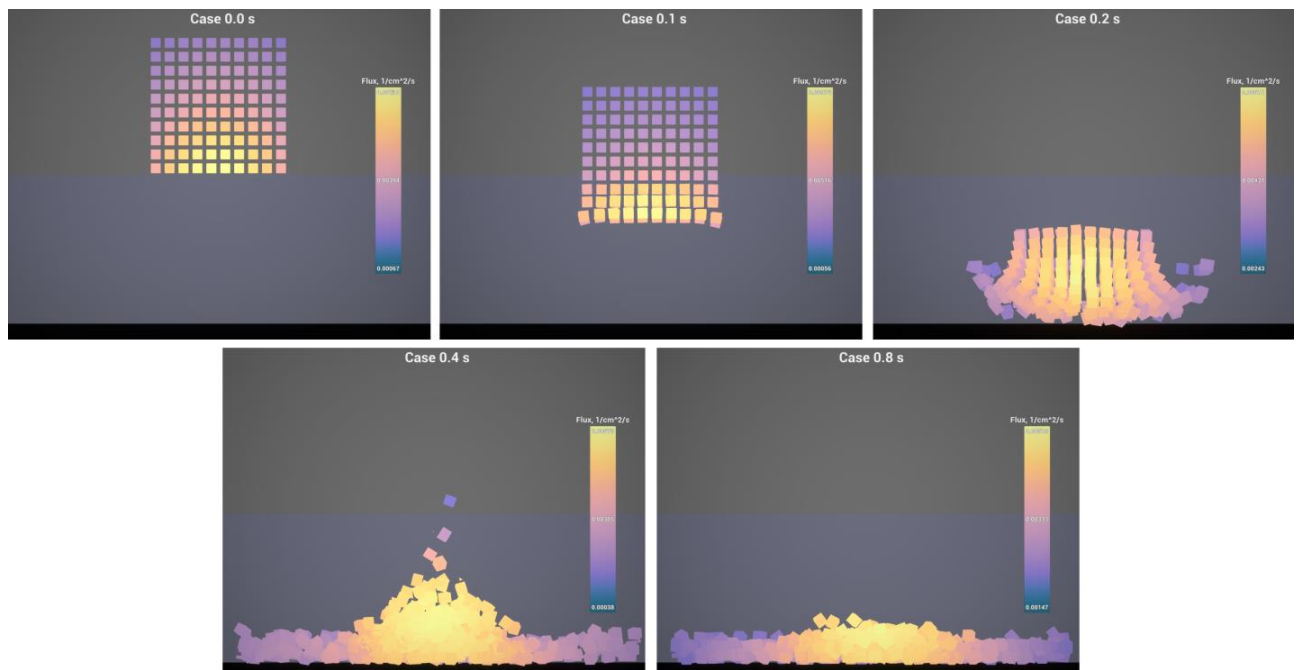 Case 0.0 s
Flux, 1/cm^2/s
0.00394
0.00067
Case 0.1 s
Flux, 1/cm^2/s
0.00056
Case 0.2 s
Flux, 1/cm^2/s
0.00243
Case 0.4 s
Flux, 1/cm^2/s
0.00038
Case 0.8 s
Flux, 1/cm^2/s
0.00147